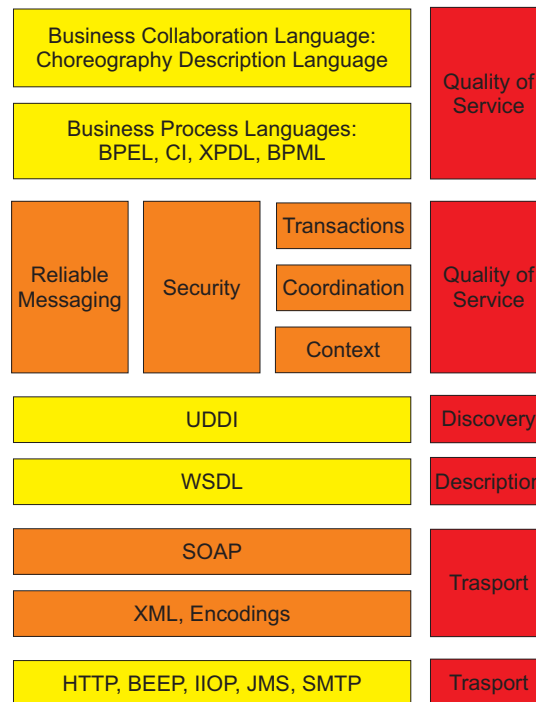 Business Collaboration Language:
Choreography Description Language
Quality of
Service
Business Process Languages:
BPEL, CI, XPDL, BPML
Reliable
Messaging
Security
Transactions
Coordination
Context
Quality of
Service
UDDI
Discovery
WSDL
Description
SOAP
XML, Encodings
Trasport
HTTP, BEEP, IIOP, JMS, SMTP
Trasport